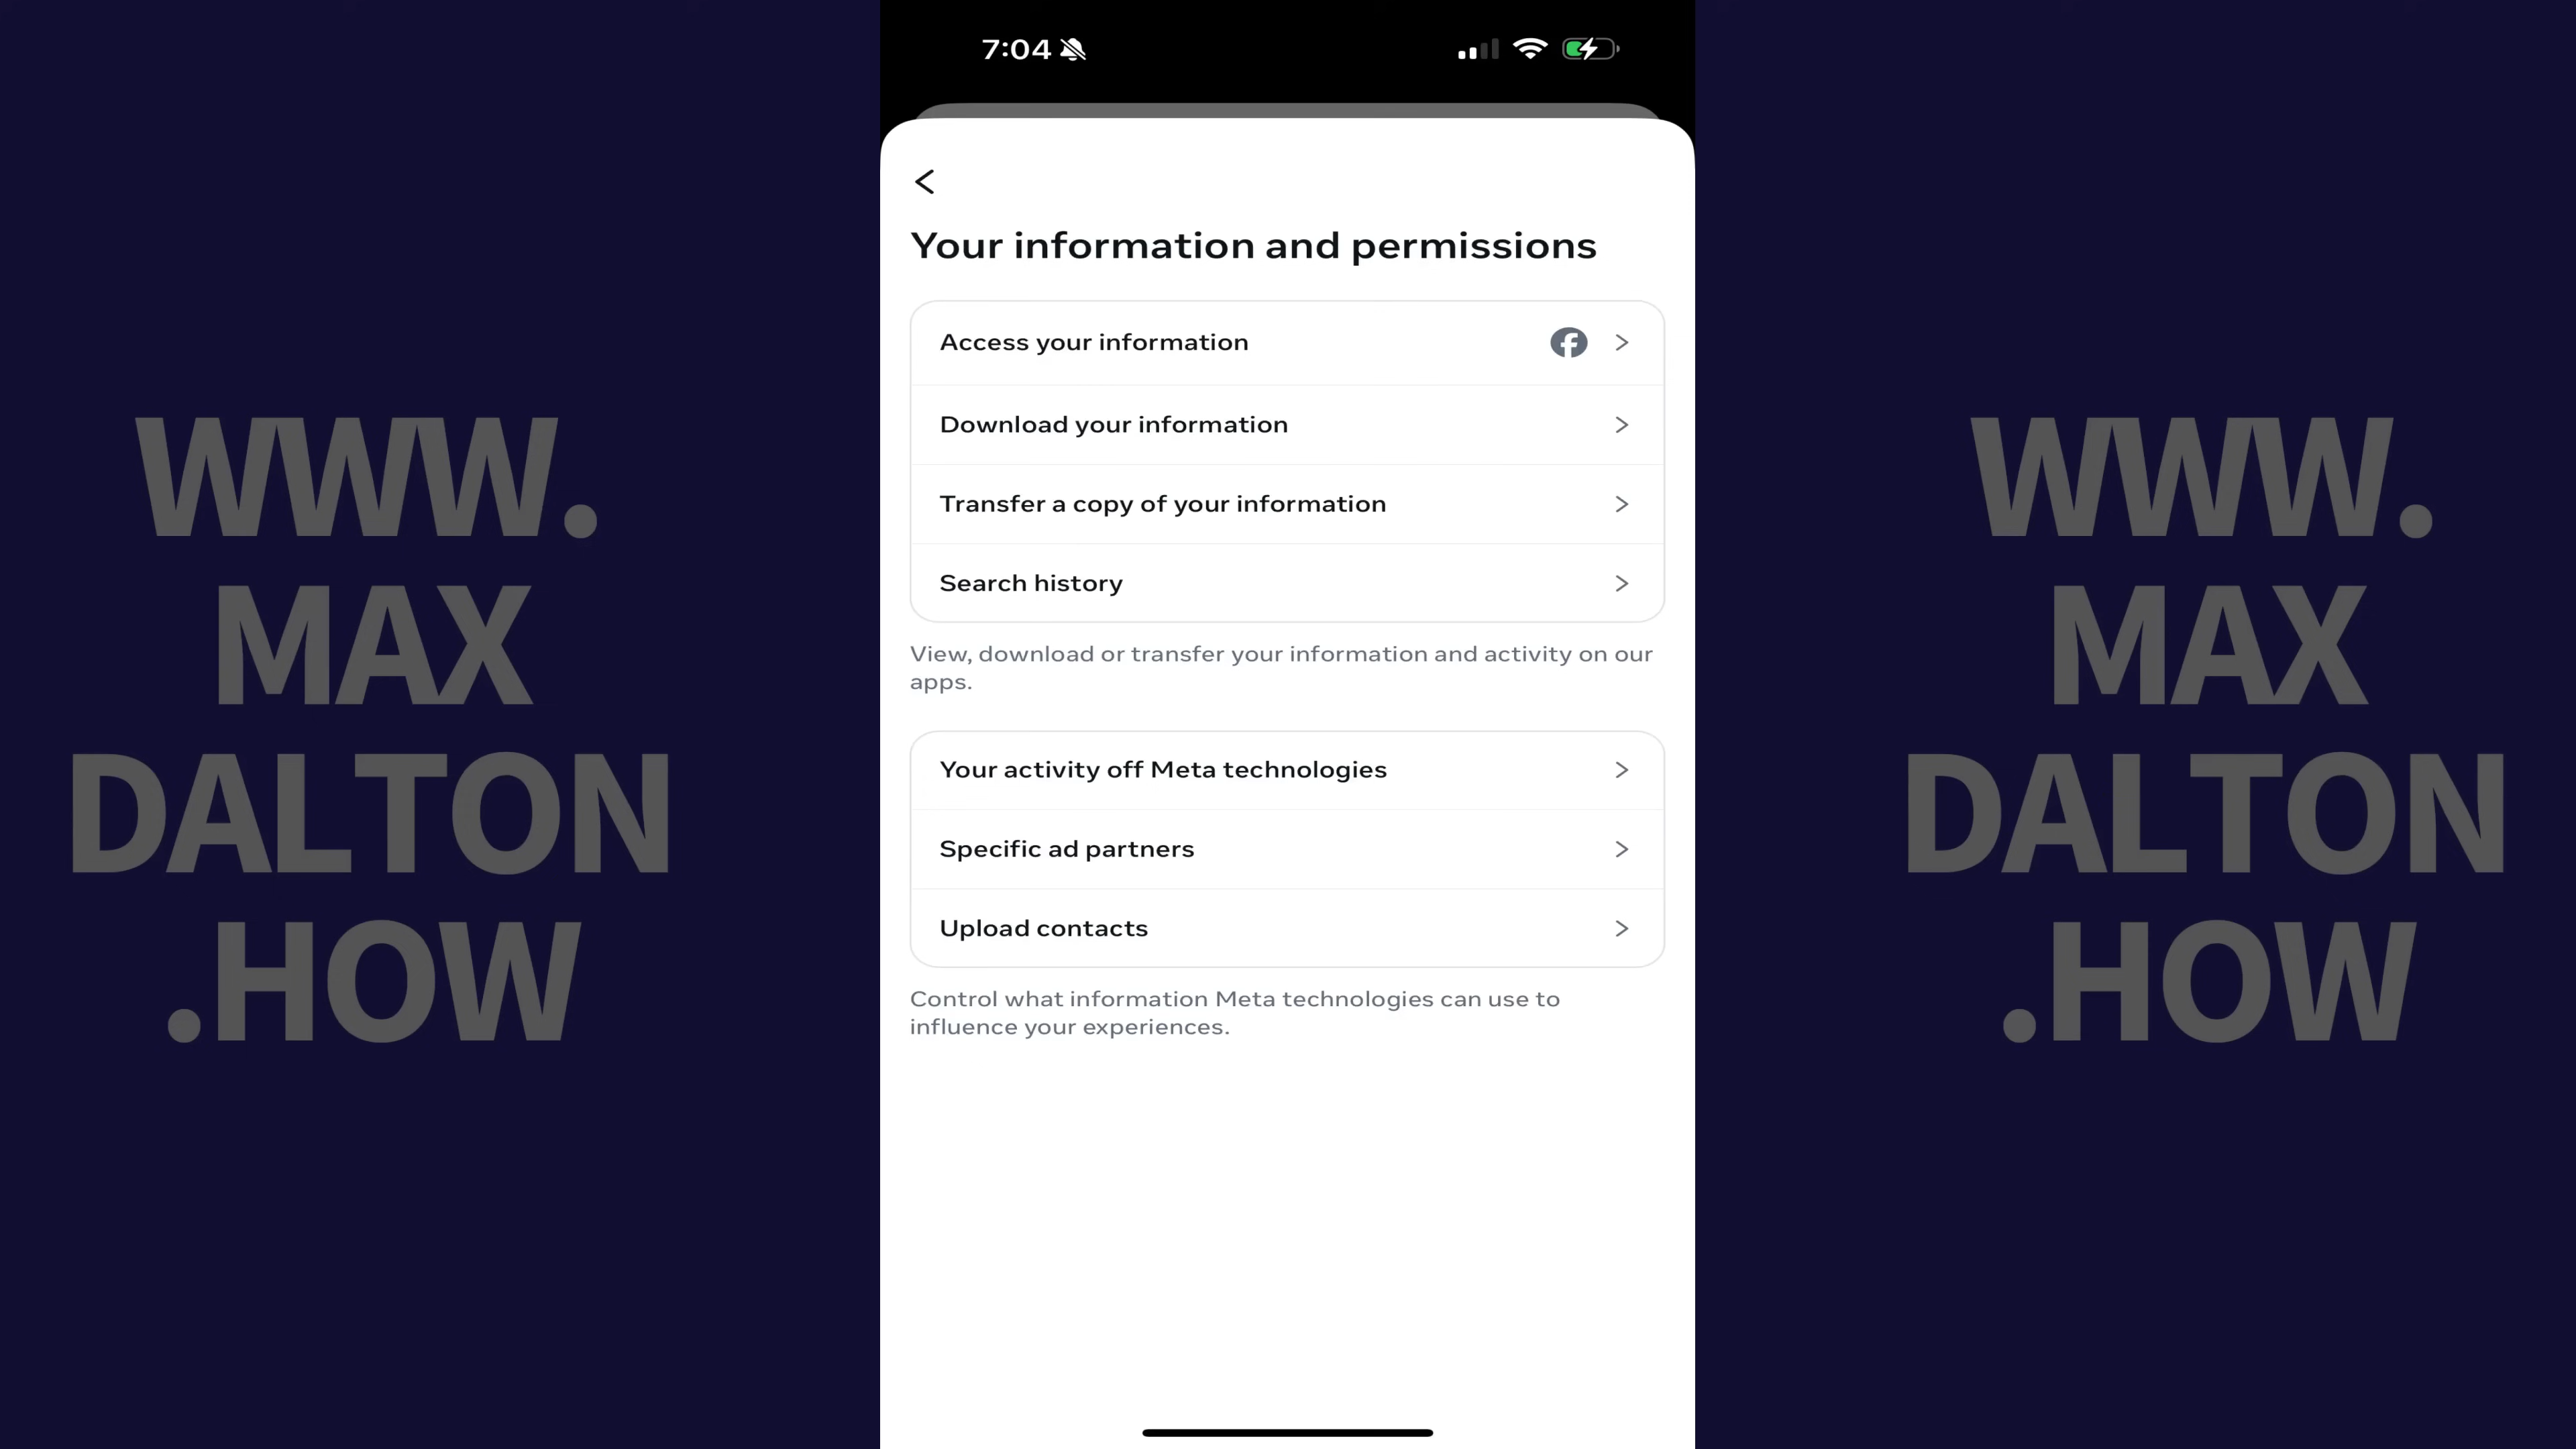 WWW.
MAX
DALTON
.HOW
7:04
Your information and permissions
Access your information
Download your information
Transfer a copy of your information
Search history
View, download or transfer your information and activity on our
apps.
Your activity off Meta technologies
Specific ad partners
Upload contacts
Control what information Meta technologies can use to
influence your experiences.
WWW.
MAX
DALTON
.HOW